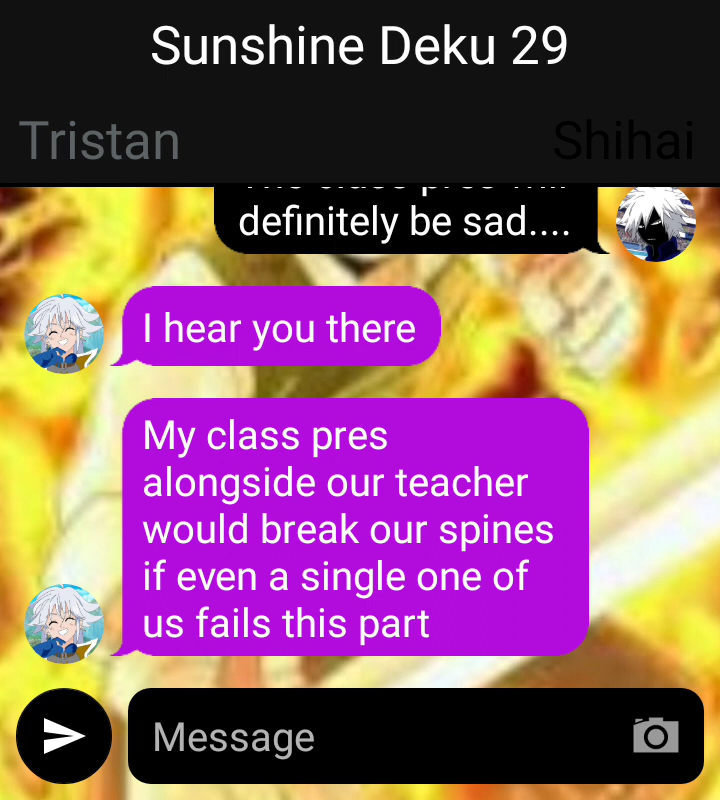 Sunshine Deku 29
Tristan Shihai
definitely be sad....
I hear you there
My class pres
alongside our teacher
would break our spines
if even a single one of
us fails this part
Message